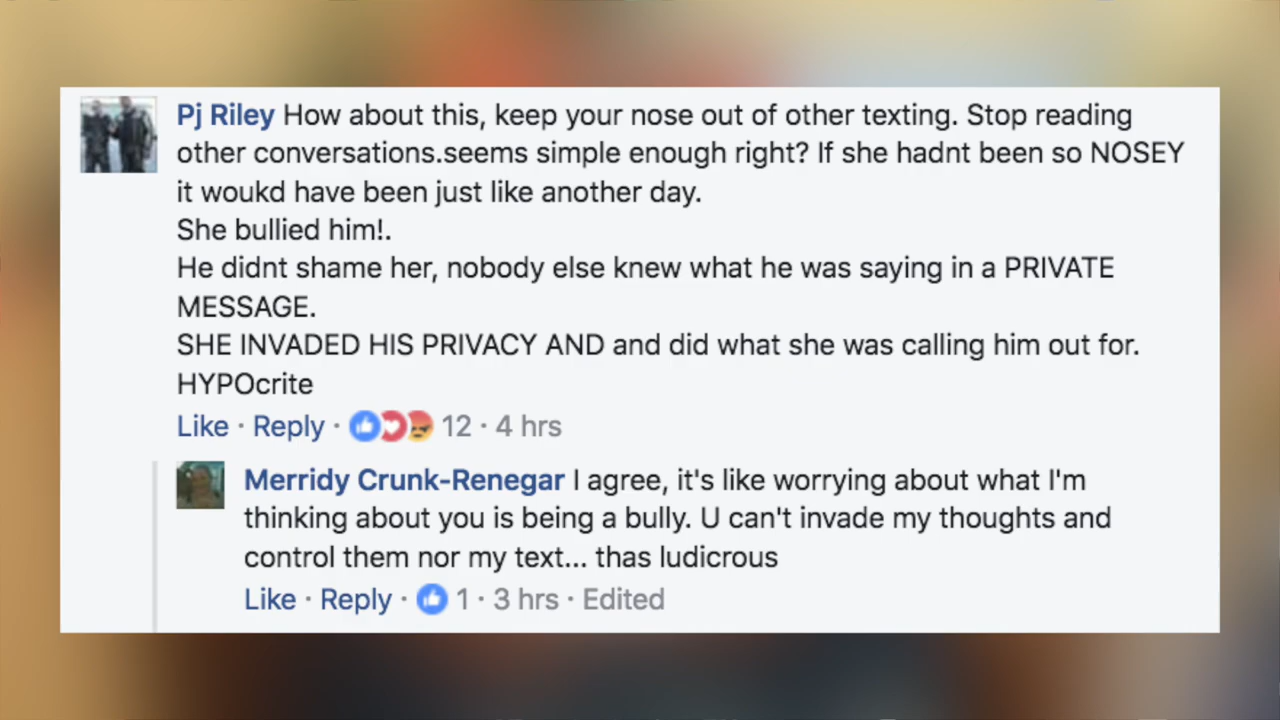 Pj Riley How about this, keep your nose out of other texting. Stop reading
other conversations.seems simple enough right? If she hadnt been so NOSEY
it woukd have been just like another day.
She bullied him!.
He didnt shame her, nobody else knew what he was saying in a PRIVATE
MESSAGE.
SHE INVADED HIS PRIVACY AND and did what she was calling him out for.
HYPOcrite
Like · Reply · 12 · 4 hrs
Merridy Crunk-Renegar I agree, it's like worrying about what I'm
thinking about you is being a bully. U can't invade my thoughts and
control them nor my text... thas ludicrous
Like · Reply · 1 · 3 hrs · Edited